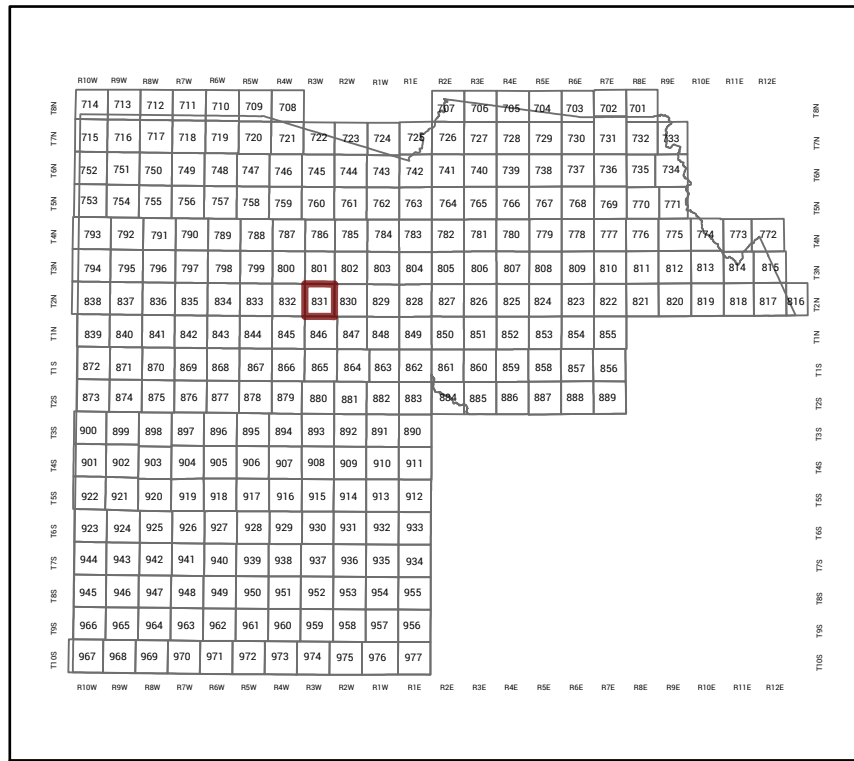 R10W R9W R8W R7W R6W R5W R4W R3W R2W R1W R1E R2E R3E R4E R5E R6E R7E R8E R9E R10E R11E R12E
T8N 714 713 712 711 710 709 708 707 706 705 704 703 702 701 T8N
T7N 715 716 717 718 719 720 721 722 723 724 725 726 727 728 729 730 731 732 733 T7N
T6N 752 751 750 749 748 747 746 745 744 743 742 741 740 739 738 737 736 735 734 T6N
T5N 753 754 755 756 757 758 759 760 761 762 763 764 765 766 767 768 769 770 771 T5N
T4N 793 792 791 790 789 788 787 786 785 784 783 782 781 780 779 778 777 776 775 774 773 772 T4N
T3N 794 795 796 797 798 799 800 801 802 803 804 805 806 807 808 809 810 811 812 813 814 815 T3N
T2N 838 837 836 835 834 833 832 831 830 829 828 827 826 825 824 823 822 821 820 819 818 817 816 T2N
T1N 839 840 841 842 843 844 845 846 847 848 849 850 851 852 853 854 855 T1N
T1S 872 871 870 869 868 867 866 865 864 863 862 861 860 859 858 857 856 T1S
T2S 873 874 875 876 877 878 879 880 881 882 883 884 885 886 887 888 889 T2S
T3S 900 899 898 897 896 895 894 893 892 891 890 T3S
T4S 901 902 903 904 905 906 907 908 909 910 911 T4S
T5S 922 921 920 919 918 917 916 915 914 913 912 T5S
T6S 923 924 925 926 927 928 929 930 931 932 933 T6S
T7S 944 943 942 941 940 939 938 937 936 935 934 T7S
T8S 945 946 947 948 949 950 951 952 953 954 955 T8S
T9S 966 965 964 963 962 961 960 959 958 957 956 T9S
T10S 967 968 969 970 971 972 973 974 975 976 977 T10S
R10W R9W R8W R7W R6W R5W R4W R3W R2W R1W R1E R2E R3E R4E R5E R6E R7E R8E R9E R10E R11E R12E